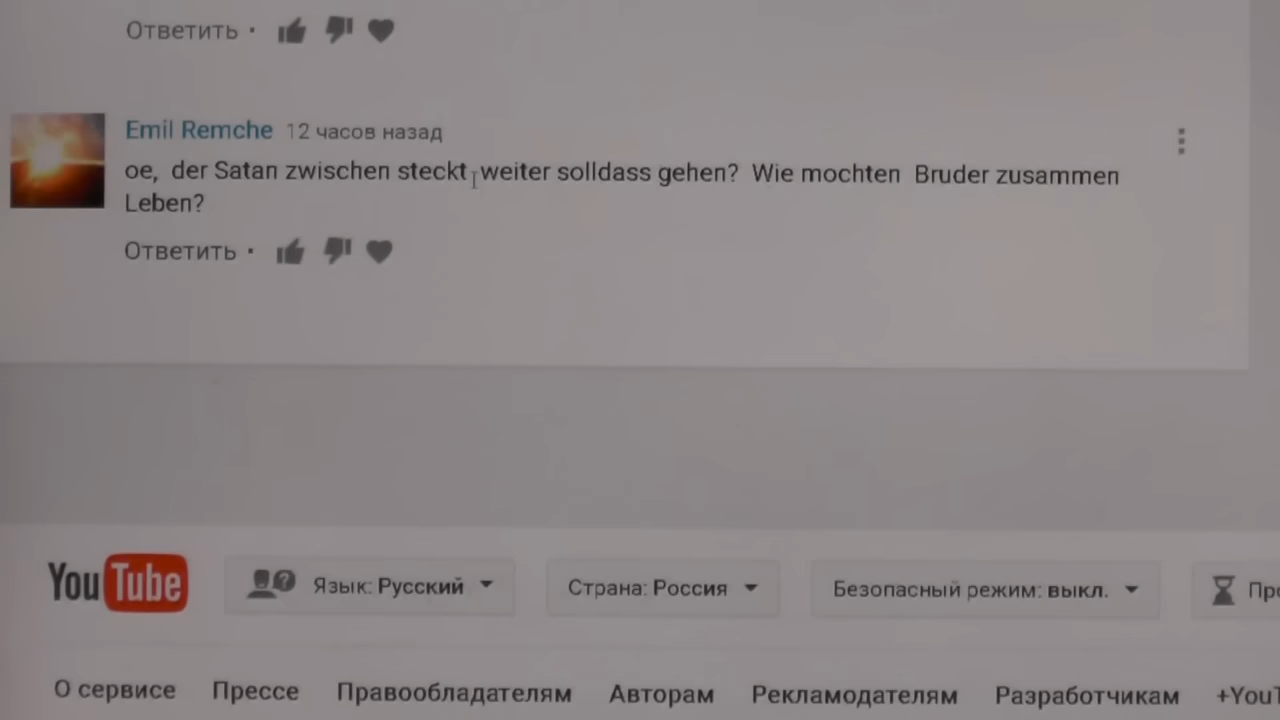 Ответить ·
Emil Remche 12 часов назад
oe, der Satan zwischen steckt weiter solldass gehen? Wie mochten Bruder zusammen
Leben?
Ответить ·
YouTube Язык: Русский Страна: Россия Безопасный режим: выкл.
О сервисе Прессе Правообладателям Авторам Рекламодателям Разработчикам